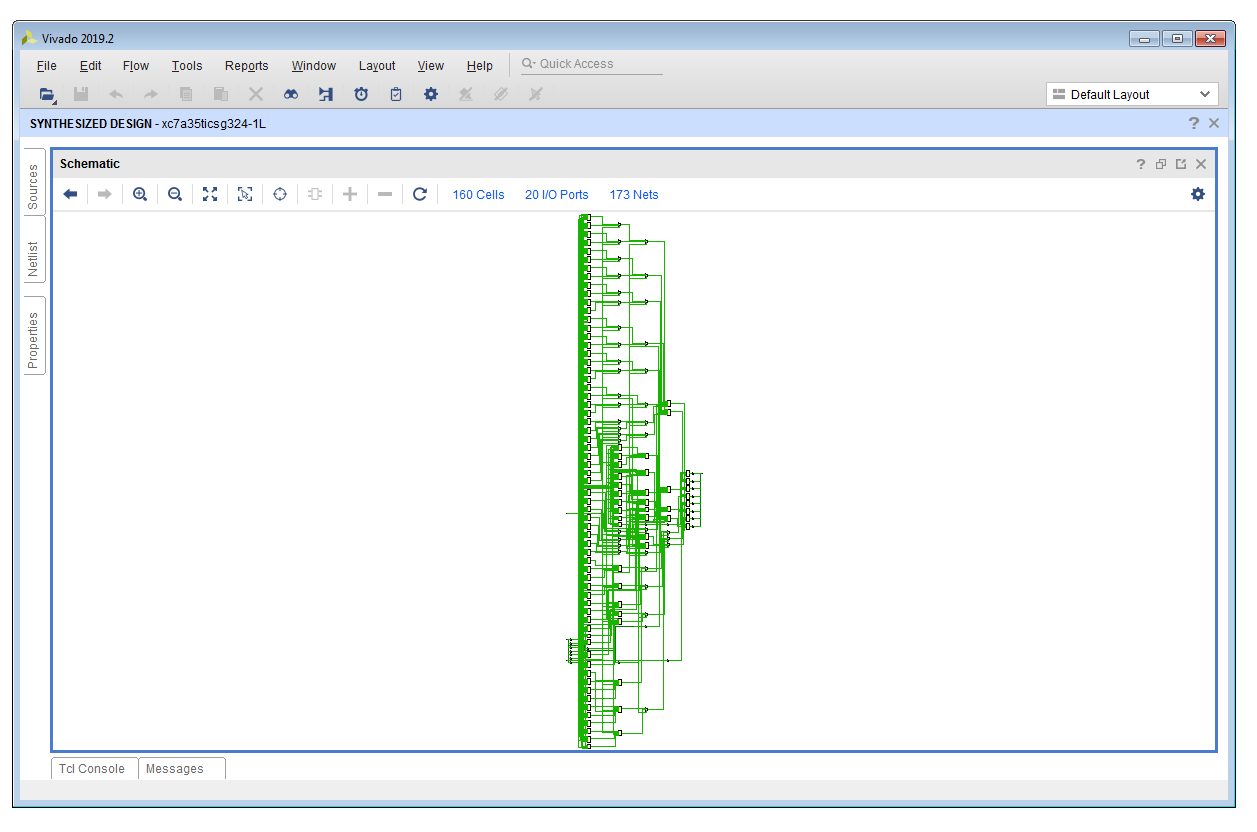 Vivado 2019.2
File Edit Flow Tools Reports Window Layout View Help Quick Access
Default Layout
SYNTHESIZED DESIGN - xc7a35ticsg324-1L
Sources
Netlist
Properties
Schematic
160 Cells 20 I/O Ports 173 Nets
Tcl Console Messages